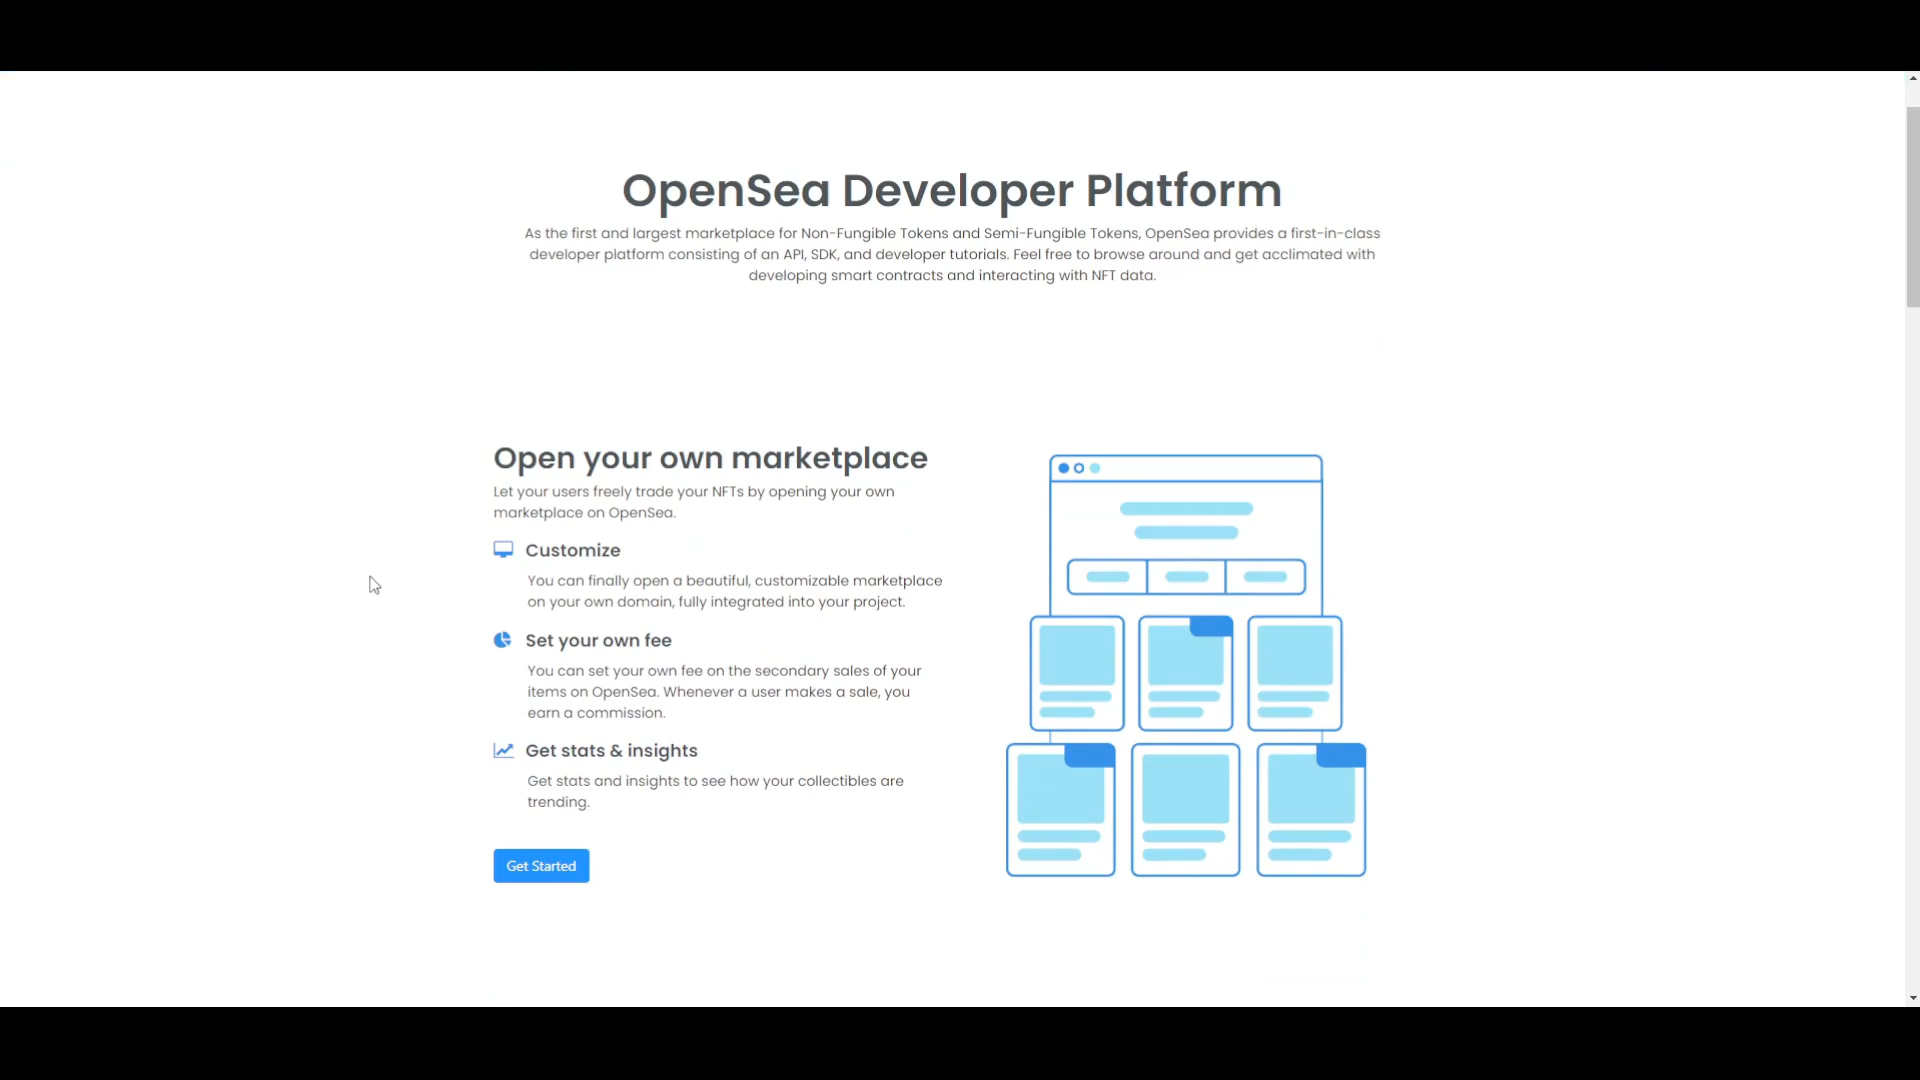 OpenSea Developer Platform
As the first and largest marketplace for Non-Fungible Tokens and Semi-Fungible Tokens, OpenSea provides a first-in-class
developer platform consisting of an API, SDK, and developer tutorials. Feel free to browse around and get acclimated with
developing smart contracts and interacting with NFT data.
Open your own marketplace
Let your users freely trade your NFTs by opening your own
marketplace on OpenSea.
Customize
You can finally open a beautiful, customizable marketplace
on your own domain, fully integrated into your project.
Set your own fee
You can set your own fee on the secondary sales of your
items on OpenSea. Whenever a user makes a sale, you
earn a commission.
Get stats & insights
Get stats and insights to see how your collectibles are
trending.
Get Started